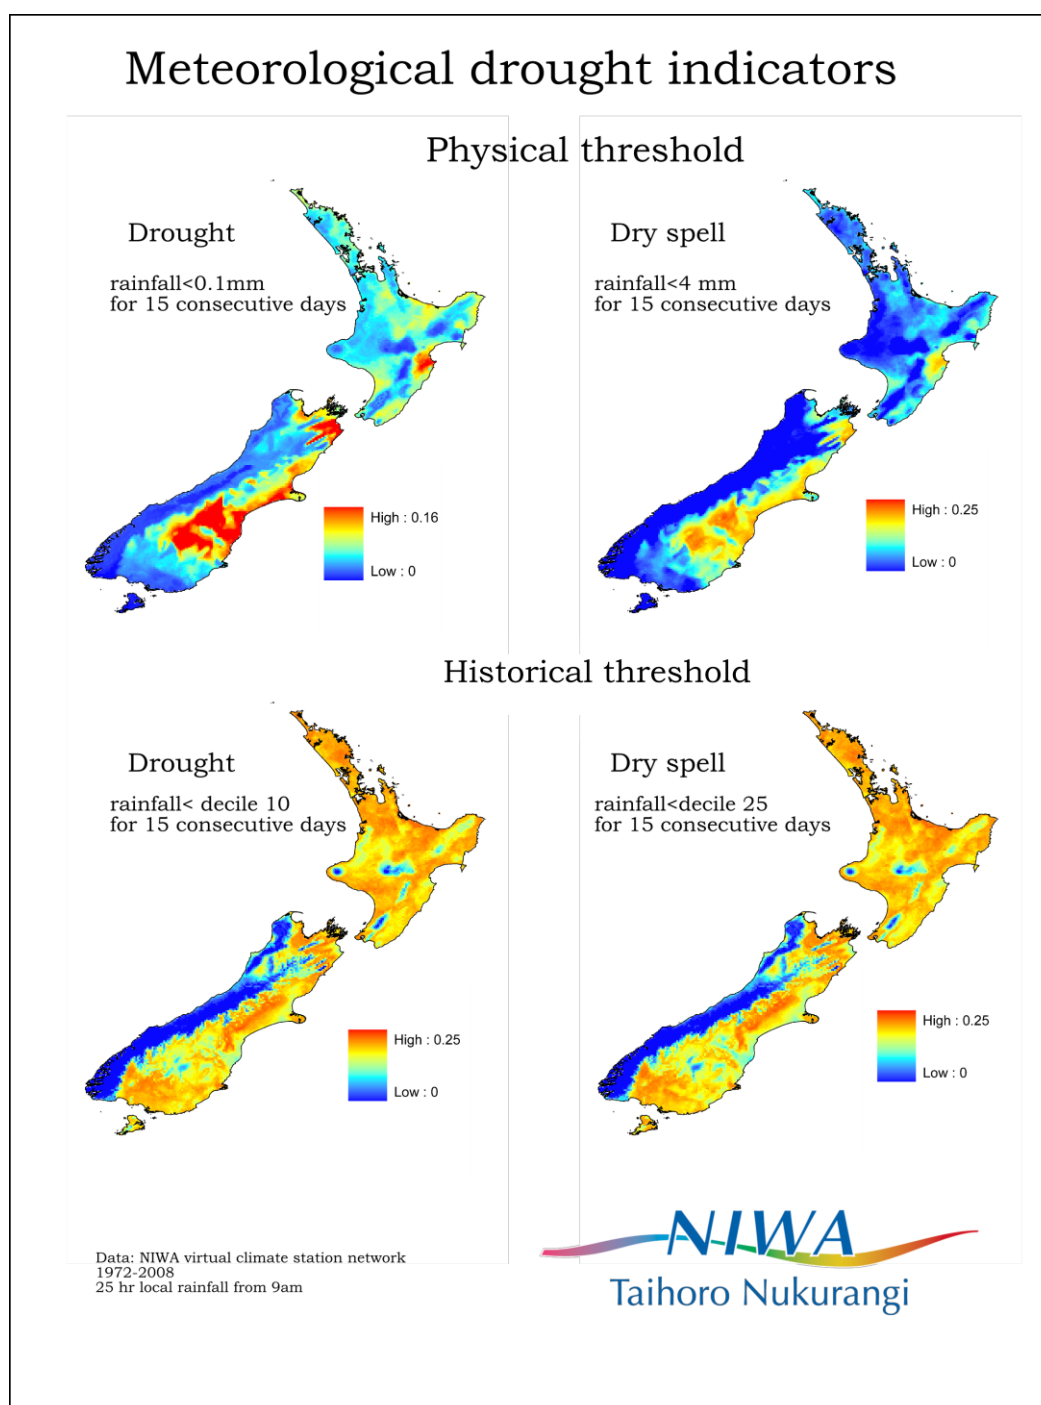 Meteorological drought indicators
Physical threshold
Drought
rainfall<0.1mm
for 15 consecutive days
High : 0.16
Low : 0
Dry spell
rainfall<4 mm
for 15 consecutive days
High : 0.25
Low : 0
Historical threshold
Drought
rainfall< decile 10
for 15 consecutive days
High : 0.25
Low : 0
Dry spell
rainfall<decile 25
for 15 consecutive days
High : 0.25
Low : 0
Data: NIWA virtual climate station network
1972-2008
25 hr local rainfall from 9am
NIWA
Taihoro Nukurangi